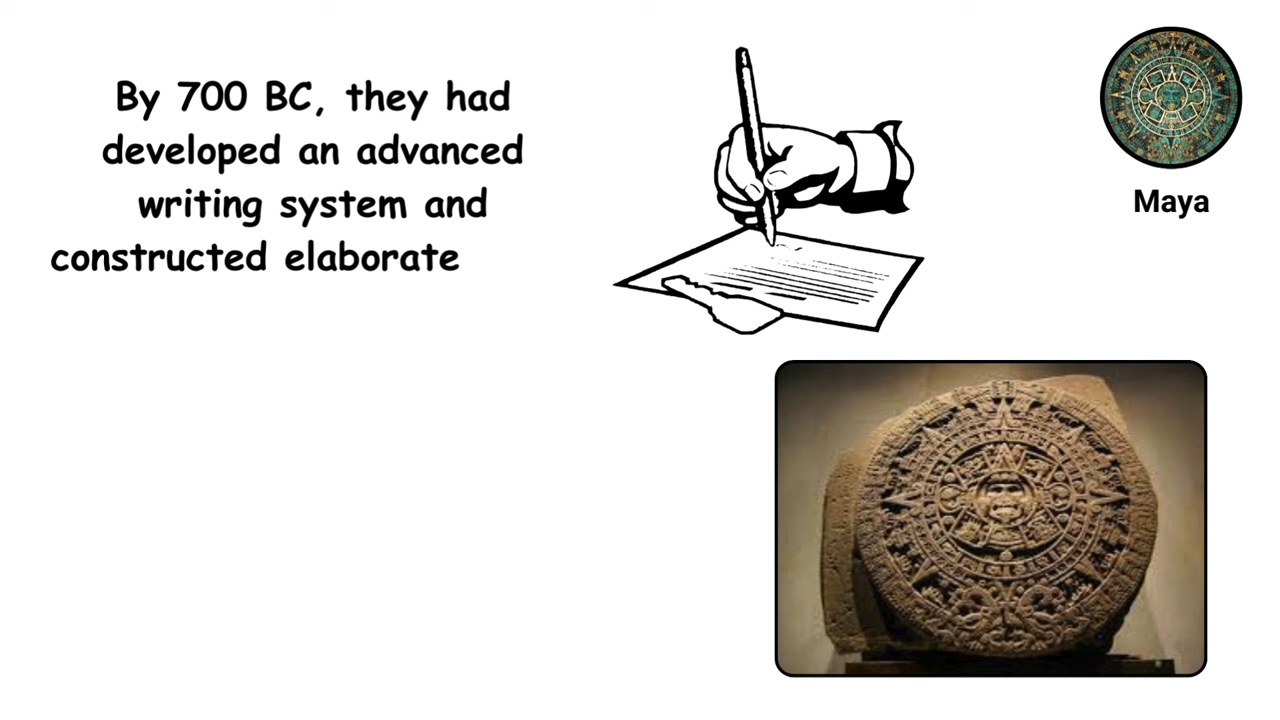 By 700 BC, they had
developed an advanced
writing system and
constructed elaborate
Maya